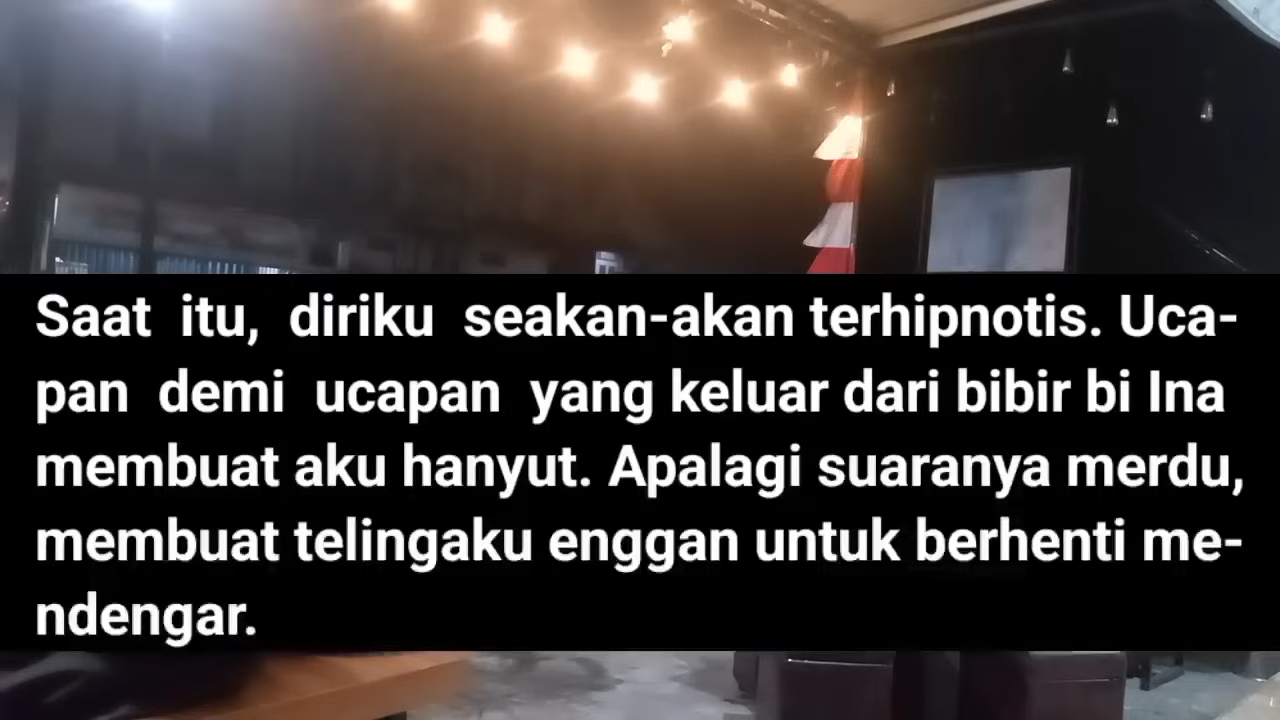 Saat itu, diriku seakan-akan terhipnotis. Uca-
pan demi ucapan yang keluar dari bibir bi Ina
membuat aku hanyut. Apalagi suaranya merdu,
membuat telingaku enggan untuk berhenti me-
ndengar.